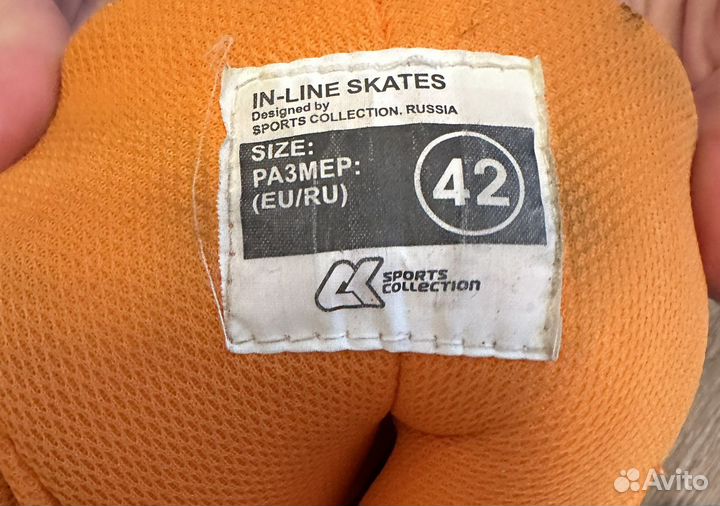 IN-LINE SKATES
Designed by
SPORTS COLLECTION. RUSSIA
SIZE:
РАЗМЕР:
(EU/RU)
42
SPORTS
COLLECTION
Avito